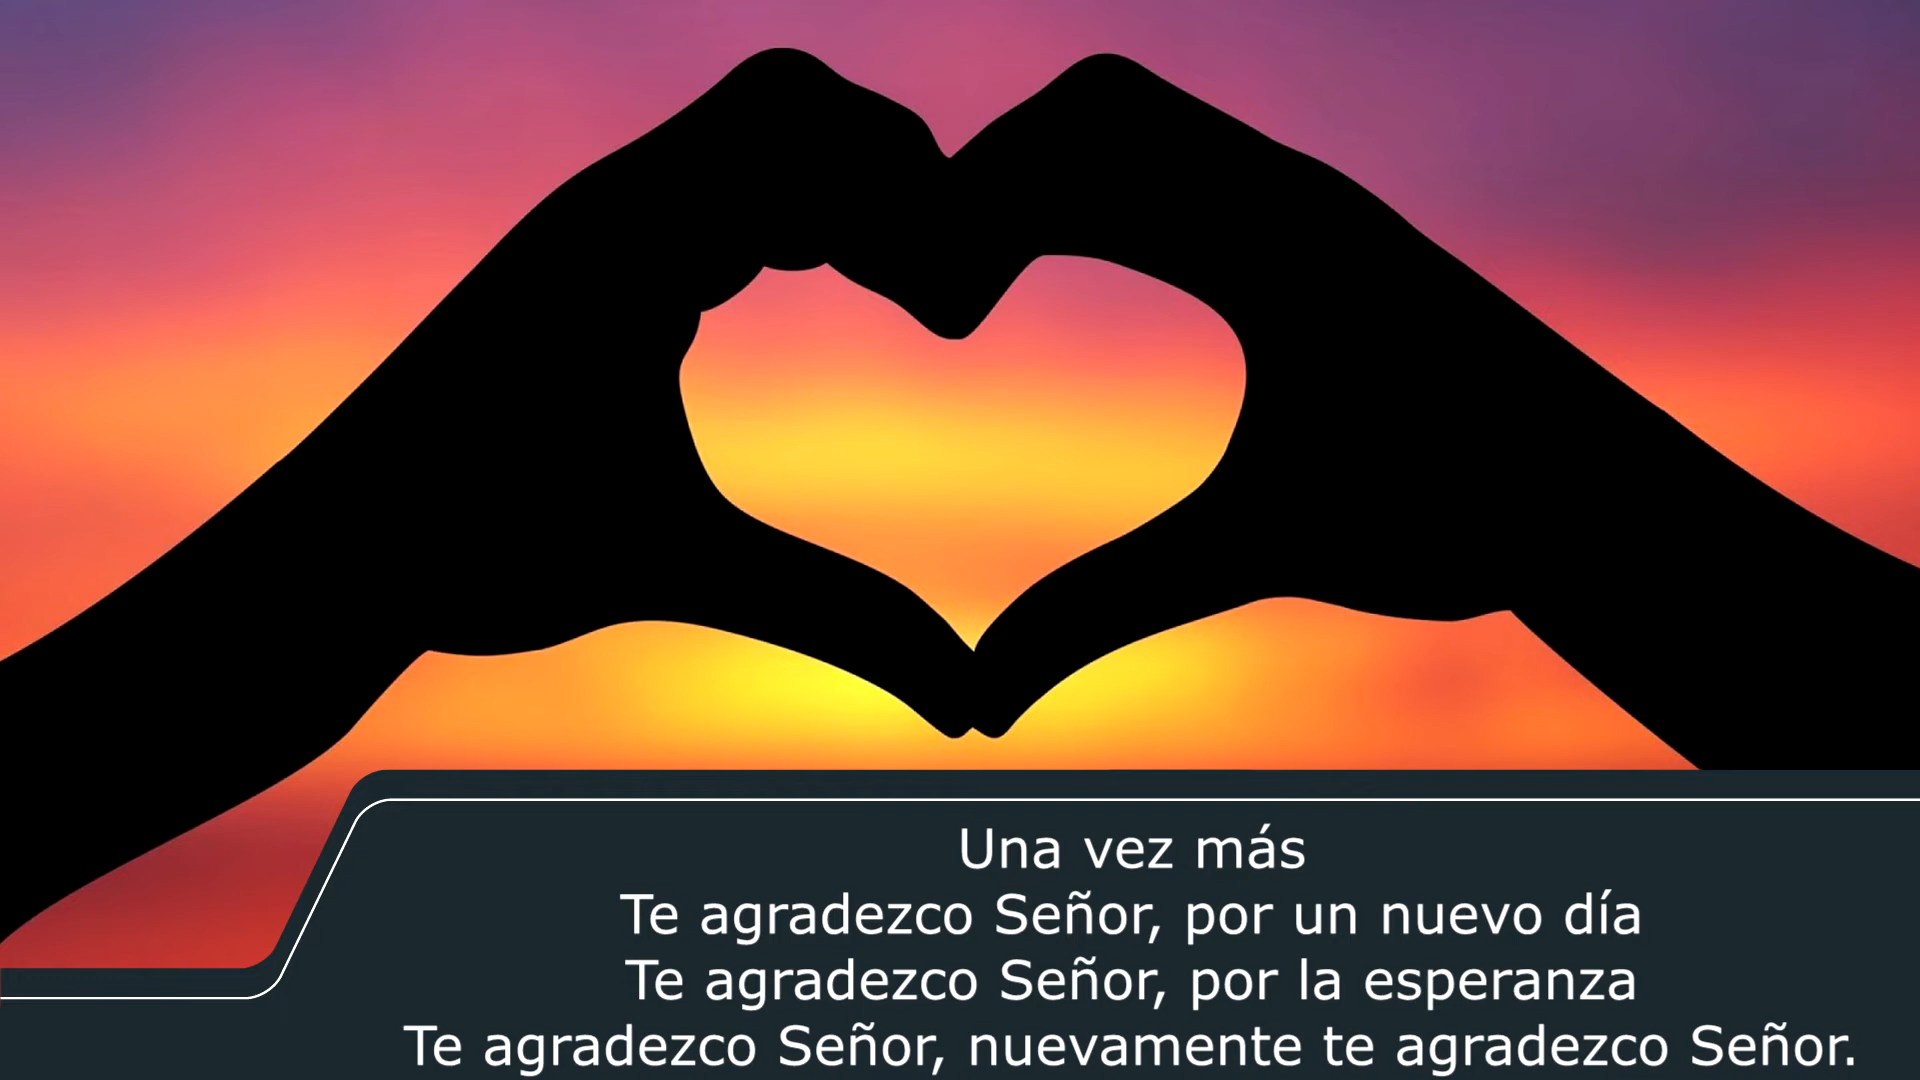 Una vez más
Te agradezco Señor, por un nuevo día
Te agradezco Señor, por la esperanza
Te agradezco Señor, nuevamente te agradezco Señor.